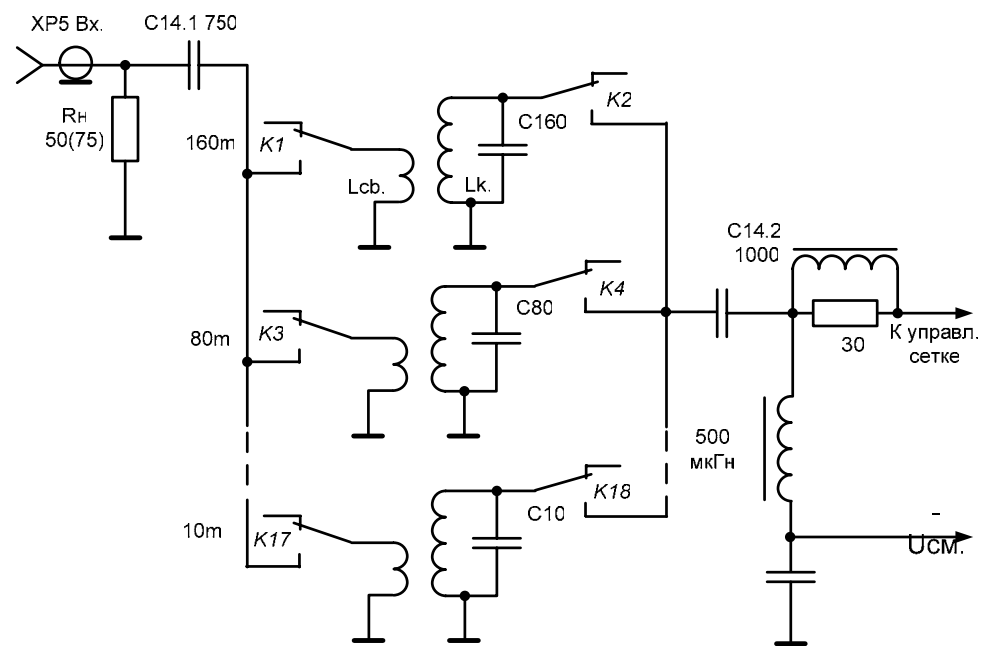 XP5 Вх.
C14.1 750
Rн
50(75)
160m
K1
Lcb.
Lk.
C160
K2
C14.2
1000
80m
K3
C80
K4
30
К управл.
сетке
500
мкГн
10m
K17
C10
K18
-
Uсм.